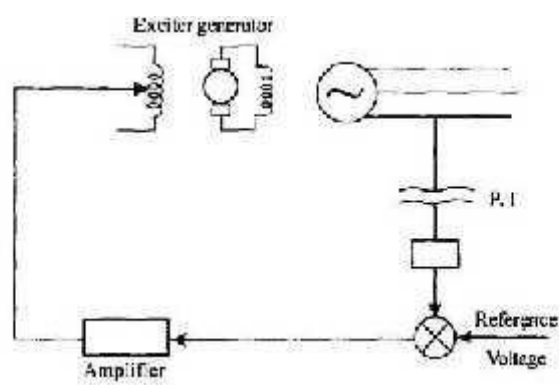 Exciter generator
P.T
Reference
Voltage
Amplifier